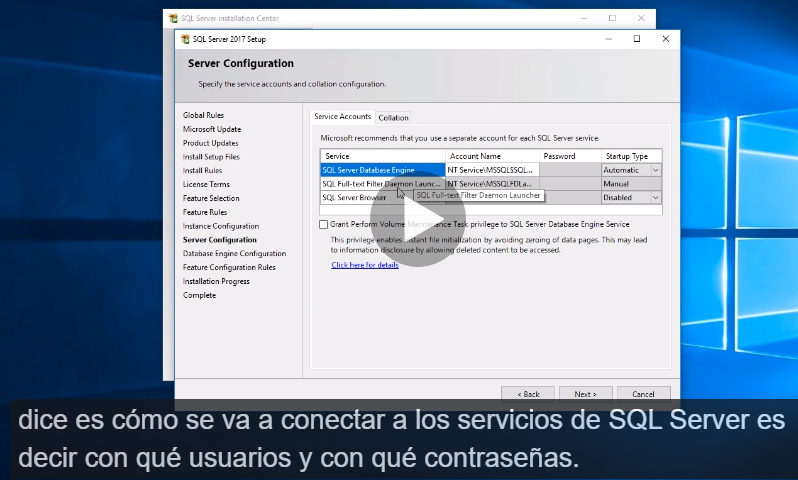 SQL Server Installation Center
SQL Server 2017 Setup
Server Configuration
Specify the service accounts and collation configuration.
Global Rules
Microsoft Update
Product Updates
Install Setup Files
Install Rules
License Terms
Feature Selection
Feature Rules
Instance Configuration
Server Configuration
Database Engine Configuration
Feature Configuration Rules
Installation Progress
Complete
Service Accounts Collation
Microsoft recommends that you use a separate account for each SQL Server service.
Service Account Name Password Startup Type
SQL Server Database Engine NT Service\MSSQL$SQL... Automatic
SQL Full-text Filter Daemon Launc... NT Service\MSSQLFDLa... Manual
SQL Full-text Filter Daemon Launcher
SQL Server Browser Disabled
Grant Perform Volume Maintenance Task privilege to SQL Server Database Engine Service
This privilege enables instant file initialization by avoiding zeroing of data pages. This may lead
to information disclosure by allowing deleted content to be accessed.
Click here for details
< Back Next > Cancel
dice es cómo se va a conectar a los servicios de SQL Server es
decir con qué usuarios y con qué contraseñas.